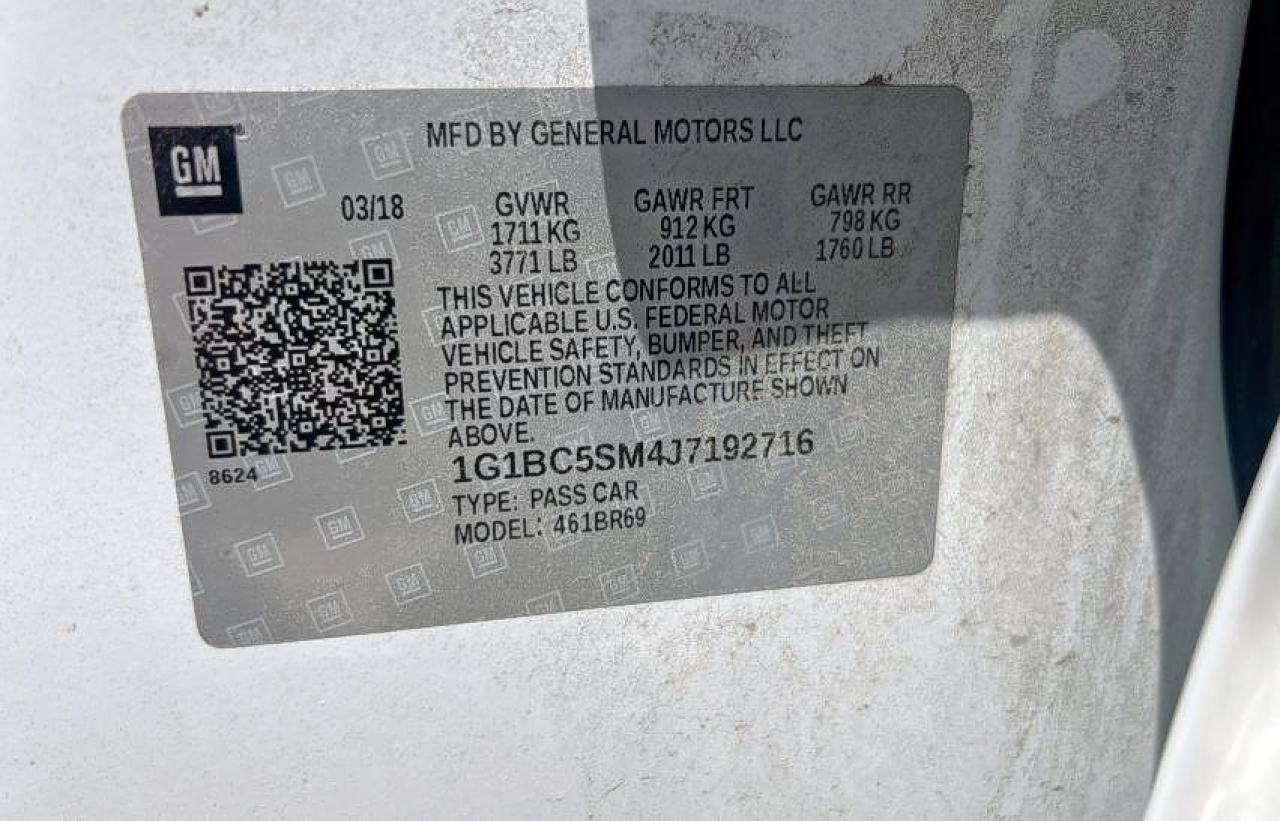 GM
MFD BY GENERAL MOTORS LLC
03/18
GVWR GAWR FRT GAWR RR
1711 KG 912 KG 798 KG
3771 LB 2011 LB 1760 LB
THIS VEHICLE CONFORMS TO ALL
APPLICABLE U.S. FEDERAL MOTOR
VEHICLE SAFETY, BUMPER, AND THEFT
PREVENTION STANDARDS IN EFFECT ON
THE DATE OF MANUFACTURE SHOWN
ABOVE.
8624
1G1BC5SM4J7192716
TYPE: PASS CAR
MODEL: 461BR69